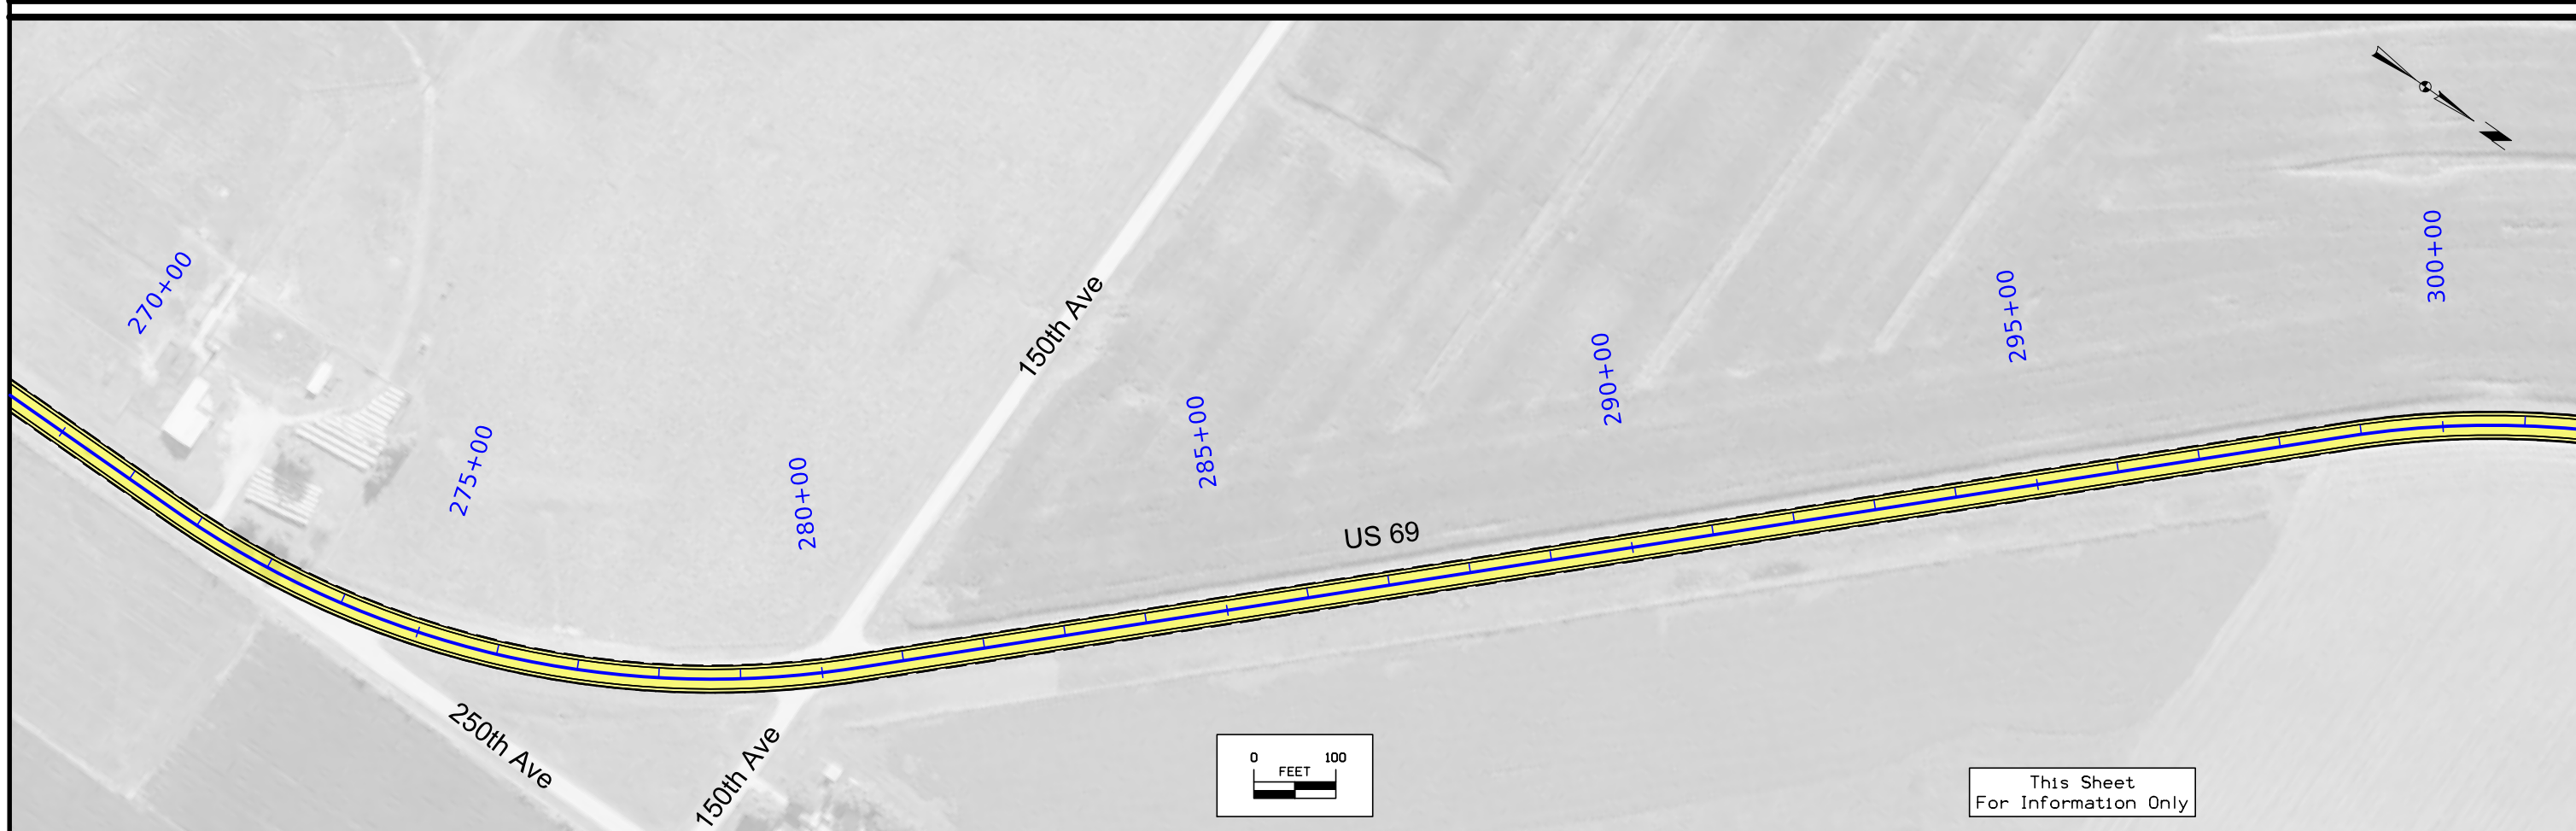 N
270+00
275+00
280+00
150th Ave
285+00
290+00
295+00
300+00
US 69
250th Ave
150th Ave
0 100
FEET
This Sheet
For Information Only